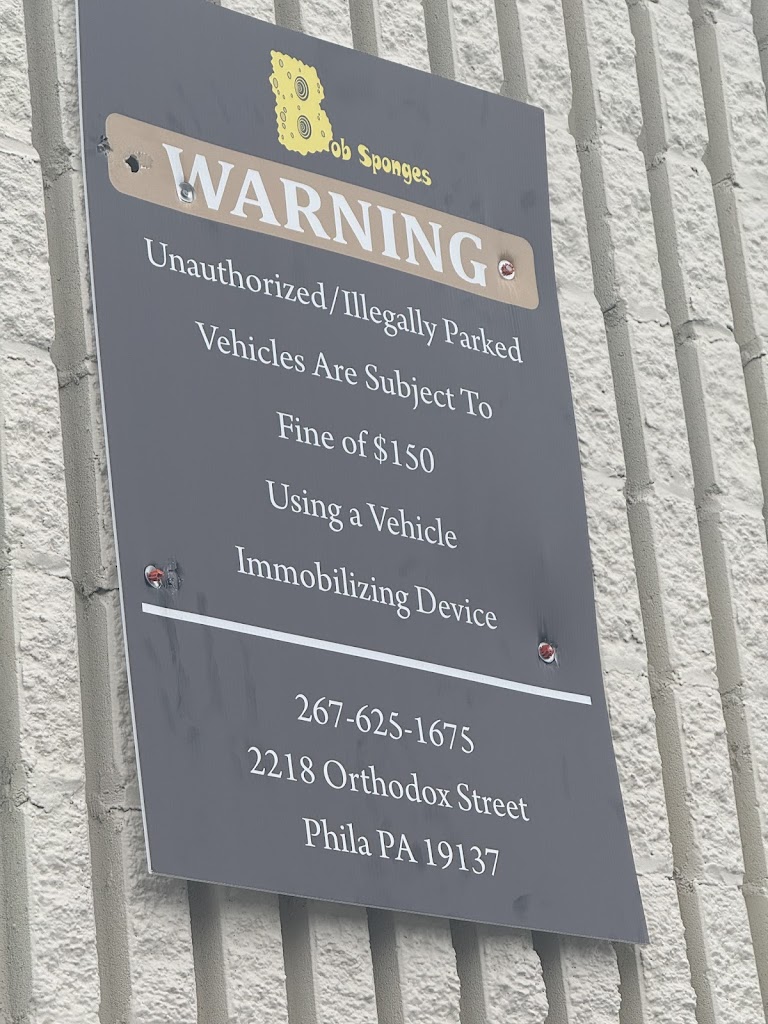 Bob Sponges
WARNING
Unauthorized/Illegally Parked
Vehicles Are Subject To
Fine of $150
Using a Vehicle
Immobilizing Device
267-625-1675
2218 Orthodox Street
Phila PA 19137